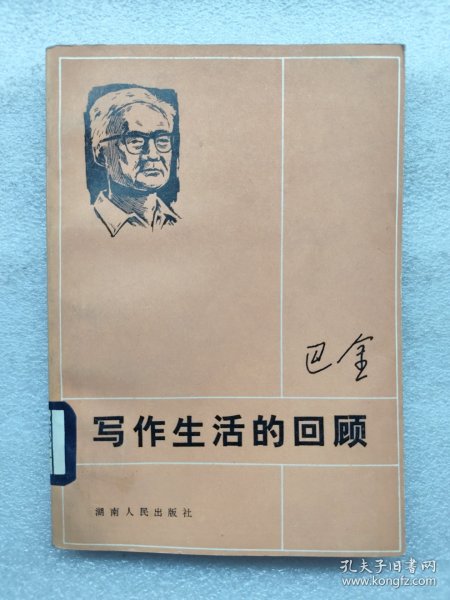 巴金
写作生活的回顾
湖南人民出版社
孔夫子旧书网
www.kongfz.com